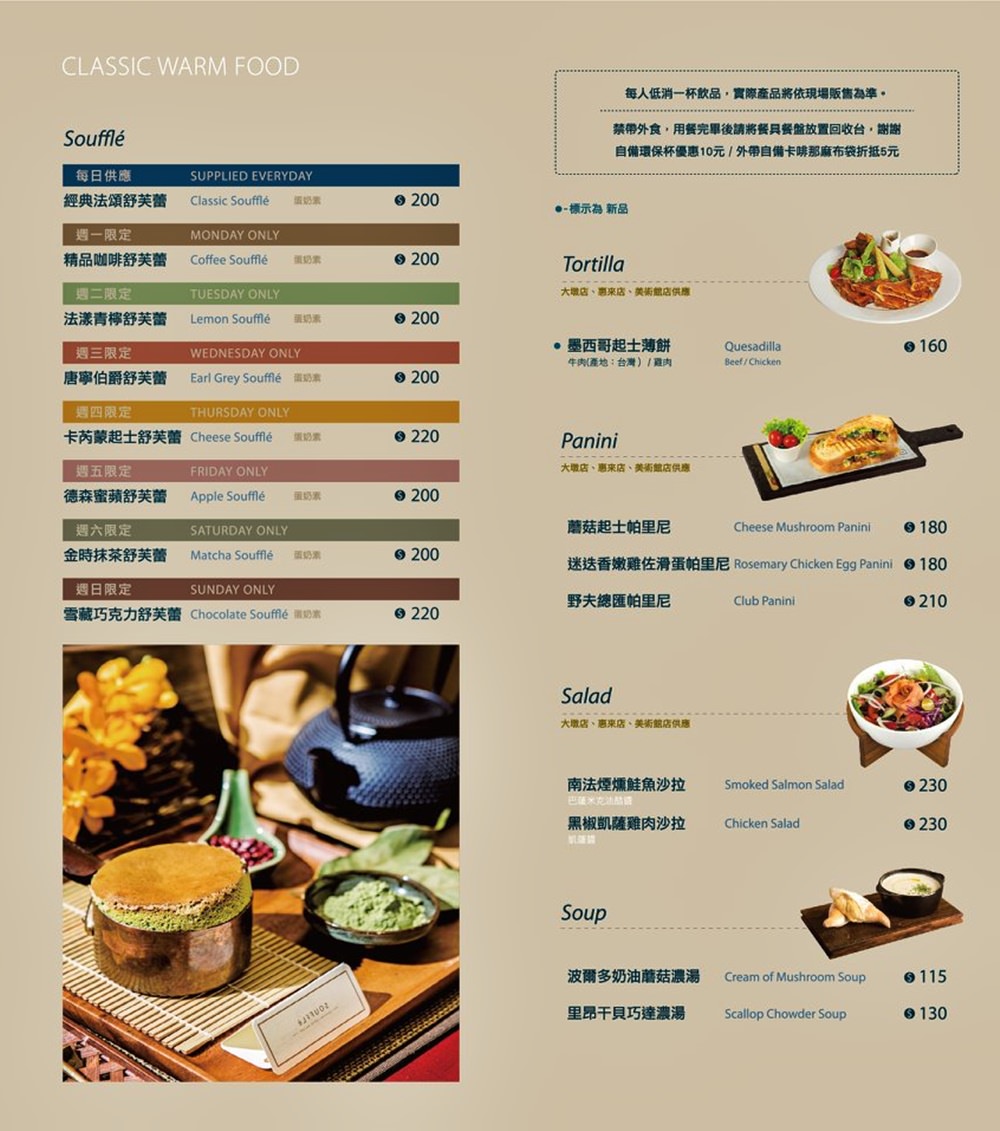 CLASSIC WARM FOOD
Soufflé
每日供應 SUPPLIED EVERYDAY
經典法頌舒芙蕾 Classic Soufflé 蛋奶素 $ 200
週一限定 MONDAY ONLY
精品咖啡舒芙蕾 Coffee Soufflé 蛋奶素 $ 200
週二限定 TUESDAY ONLY
法漾青檸舒芙蕾 Lemon Soufflé 蛋奶素 $ 200
週三限定 WEDNESDAY ONLY
唐寧伯爵舒芙蕾 Earl Grey Soufflé 蛋奶素 $ 200
週四限定 THURSDAY ONLY
卡芮蒙起士舒芙蕾 Cheese Soufflé 蛋奶素 $ 220
週五限定 FRIDAY ONLY
德森蜜蘋舒芙蕾 Apple Soufflé 蛋奶素 $ 200
週六限定 SATURDAY ONLY
金時抹茶舒芙蕾 Matcha Soufflé 蛋奶素 $ 200
週日限定 SUNDAY ONLY
雪藏巧克力舒芙蕾 Chocolate Soufflé 蛋奶素 $ 220
SOUFFLÉ
每人低消一杯飲品，實際產品將依現場販售為準。
禁帶外食，用餐完畢後請將餐具餐盤放置回收台，謝謝
自備環保杯優惠10元 / 外帶自備卡啡那麻布袋折抵5元
●-標示為 新品
Tortilla
大墩店、惠來店、美術館店供應
● 墨西哥起士薄餅 Quesadilla $ 160
牛肉(產地：台灣) / 雞肉 Beef / Chicken
Panini
大墩店、惠來店、美術館店供應
蘑菇起士帕里尼 Cheese Mushroom Panini $ 180
迷迭香嫩雞佐滑蛋帕里尼 Rosemary Chicken Egg Panini $ 180
野夫總匯帕里尼 Club Panini $ 210
Salad
大墩店、惠來店、美術館店供應
南法煙燻鮭魚沙拉 Smoked Salmon Salad $ 230
巴薩米克油醋醬
黑椒凱薩雞肉沙拉 Chicken Salad $ 230
凱薩醬
Soup
波爾多奶油蘑菇濃湯 Cream of Mushroom Soup $ 115
里昂干貝巧達濃湯 Scallop Chowder Soup $ 130